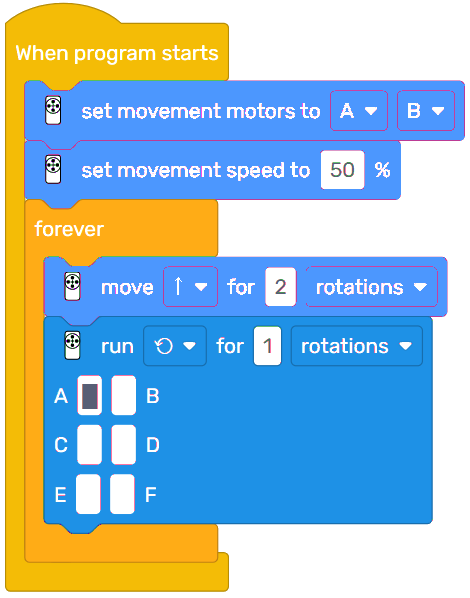 When program starts
set movement motors to A B
set movement speed to 50 %
forever
move ↑ for 2 rotations
run for 1 rotations
A B
C D
E F